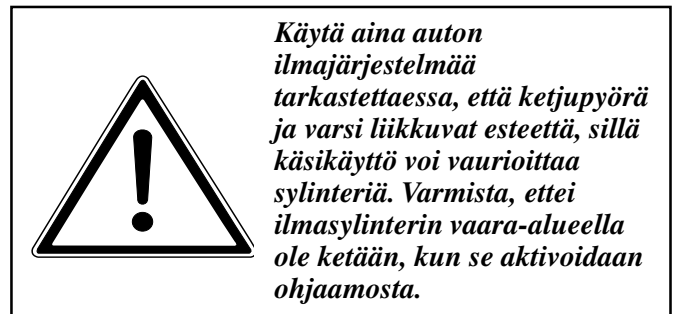 Käytä aina auton
ilmajärjestelmää
tarkastettaessa, että ketjupyörä
ja varsi liikkuvat esteettä, sillä
käsikäyttö voi vaurioittaa
sylinteriä. Varmista, ettei
ilmasylinterin vaara-alueella
ole ketään, kun se aktivoidaan
ohjaamosta.